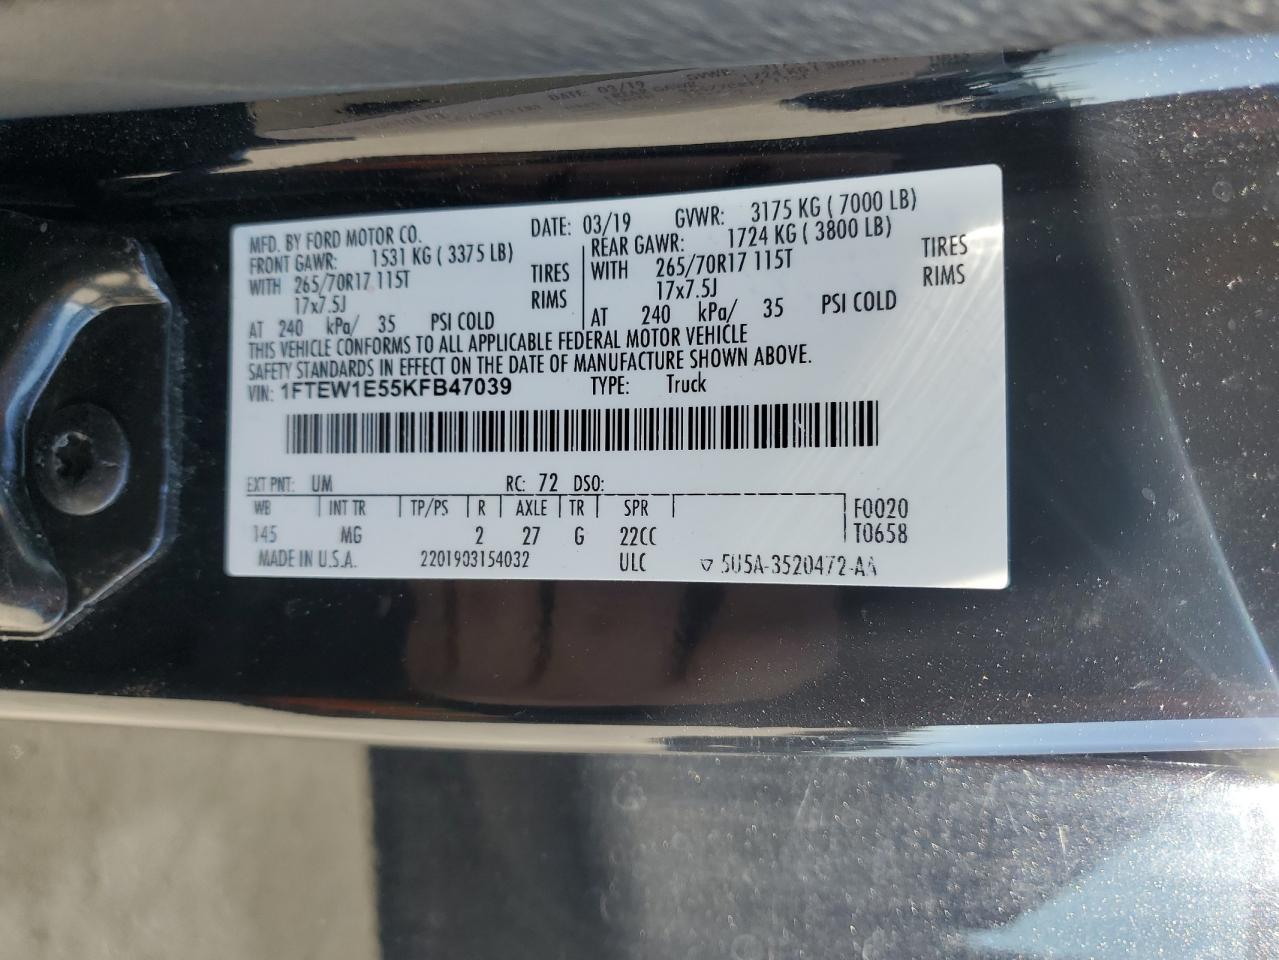 MFD. BY FORD MOTOR CO. DATE: 03/19 GVWR: 3175 KG ( 7000 LB)
FRONT GAWR: 1531 KG ( 3375 LB) REAR GAWR: 1724 KG ( 3800 LB)
WITH 265/70R17 115T TIRES WITH 265/70R17 115T TIRES
17x7.5J RIMS 17x7.5J RIMS
AT 240 kPa/ 35 PSI COLD AT 240 kPa/ 35 PSI COLD
THIS VEHICLE CONFORMS TO ALL APPLICABLE FEDERAL MOTOR VEHICLE
SAFETY STANDARDS IN EFFECT ON THE DATE OF MANUFACTURE SHOWN ABOVE.
VIN: 1FTEW1E55KFB47039 TYPE: Truck
EXT PNT: UM RC: 72 DSO:
WB INT TR TP/PS R AXLE TR SPR F0020
145 MG 2 27 G 22CC T0658
MADE IN U.S.A. 2201903154032 ULC ▽ 5U5A-3520472-AA